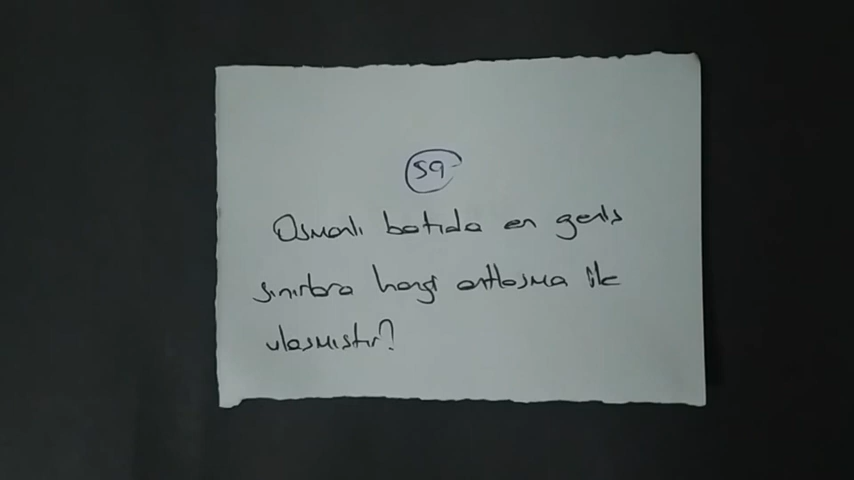 59
Osmanlı batıda en geniş
sınırlara hangi antlaşma ile
ulaşmıştır?